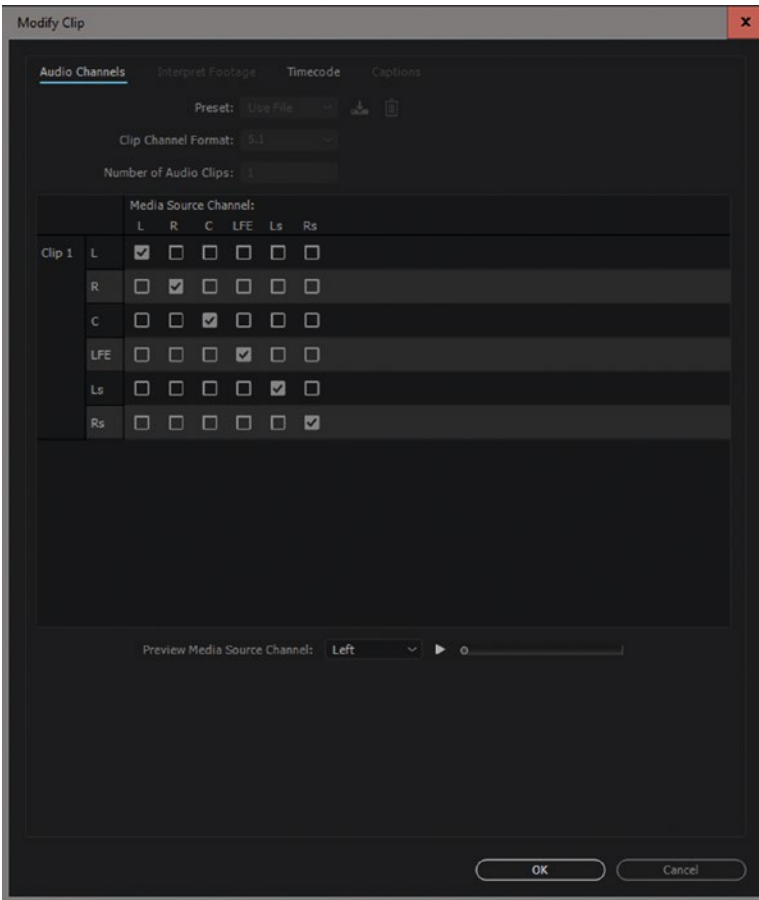 Modify Clip
x
Audio Channels Interpret Footage Timecode Captions
Preset: Use File
Clip Channel Format: 5.1
Number of Audio Clips: 1
Media Source Channel:
L R C LFE Ls Rs
Clip 1 L
R
C
LFE
Ls
Rs
Preview Media Source Channel: Left
OK Cancel